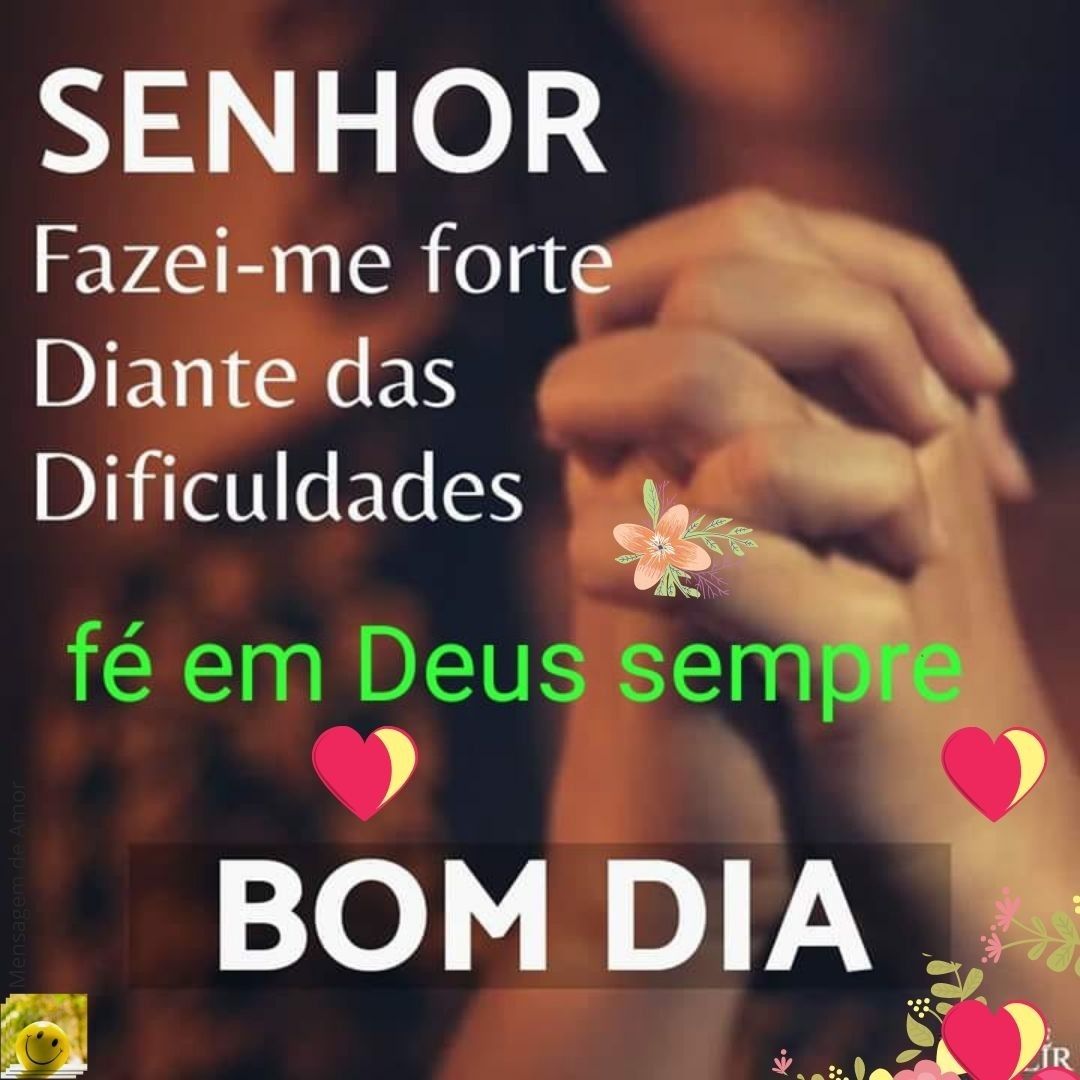 SENHOR
Fazei-me forte
Diante das
Dificuldades
fé em Deus sempre
BOM DIA
Mensagem de Amor